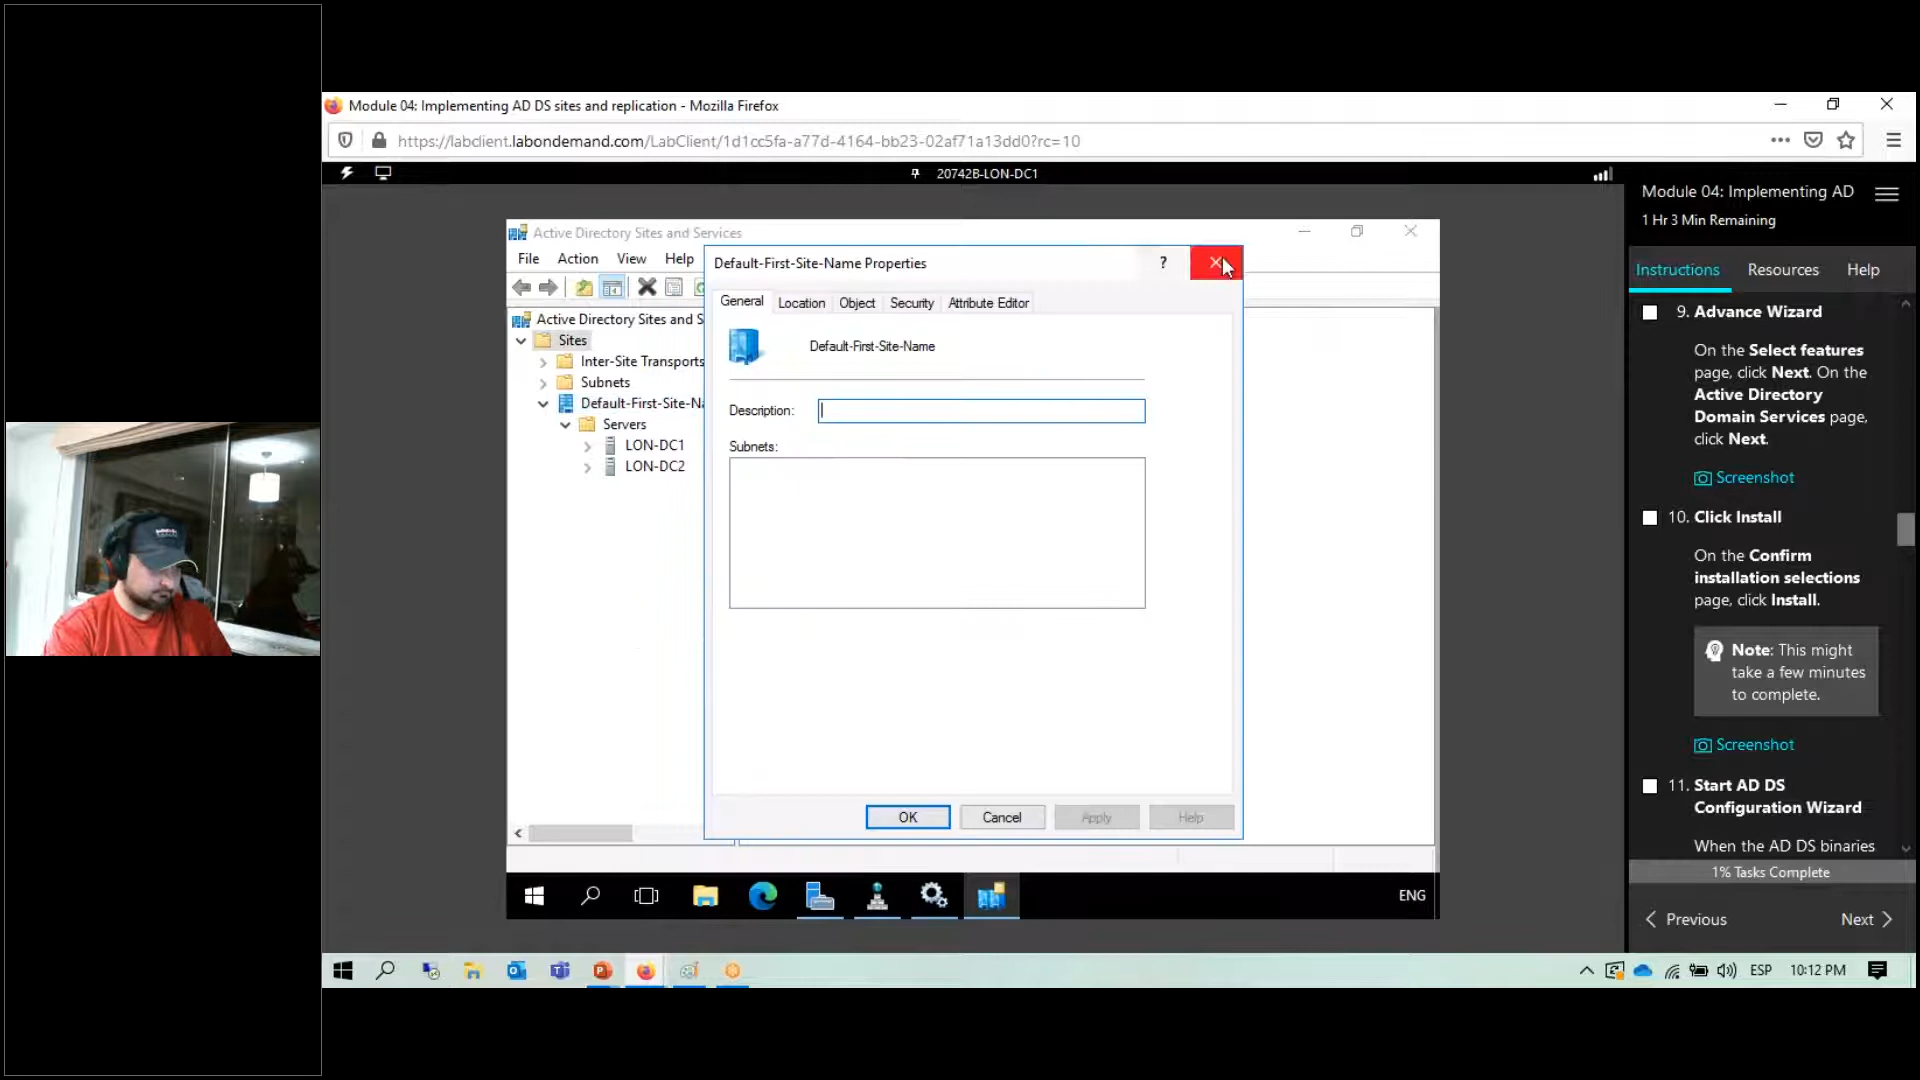 Module 04: Implementing AD DS sites and replication - Mozilla Firefox
https://labclient.labondemand.com/LabClient/1d1cc5fa-a77d-4164-bb23-02af71a13dd0?rc=10
20742B-LON-DC1
Active Directory Sites and Services
File Action View Help
Active Directory Sites and S
Sites
Inter-Site Transports
Subnets
Default-First-Site-Na
Servers
LON-DC1
LON-DC2
Default-First-Site-Name Properties
?
General Location Object Security Attribute Editor
Default-First-Site-Name
Description:
Subnets:
OK Cancel Apply Help
ENG
Module 04: Implementing AD
1 Hr 3 Min Remaining
Instructions Resources Help
9. Advance Wizard
On the Select features
page, click Next. On the
Active Directory
Domain Services page,
click Next.
Screenshot
10. Click Install
On the Confirm
installation selections
page, click Install.
Note: This might
take a few minutes
to complete.
Screenshot
11. Start AD DS
Configuration Wizard
When the AD DS binaries
1% Tasks Complete
Previous Next
ESP 10:12 PM